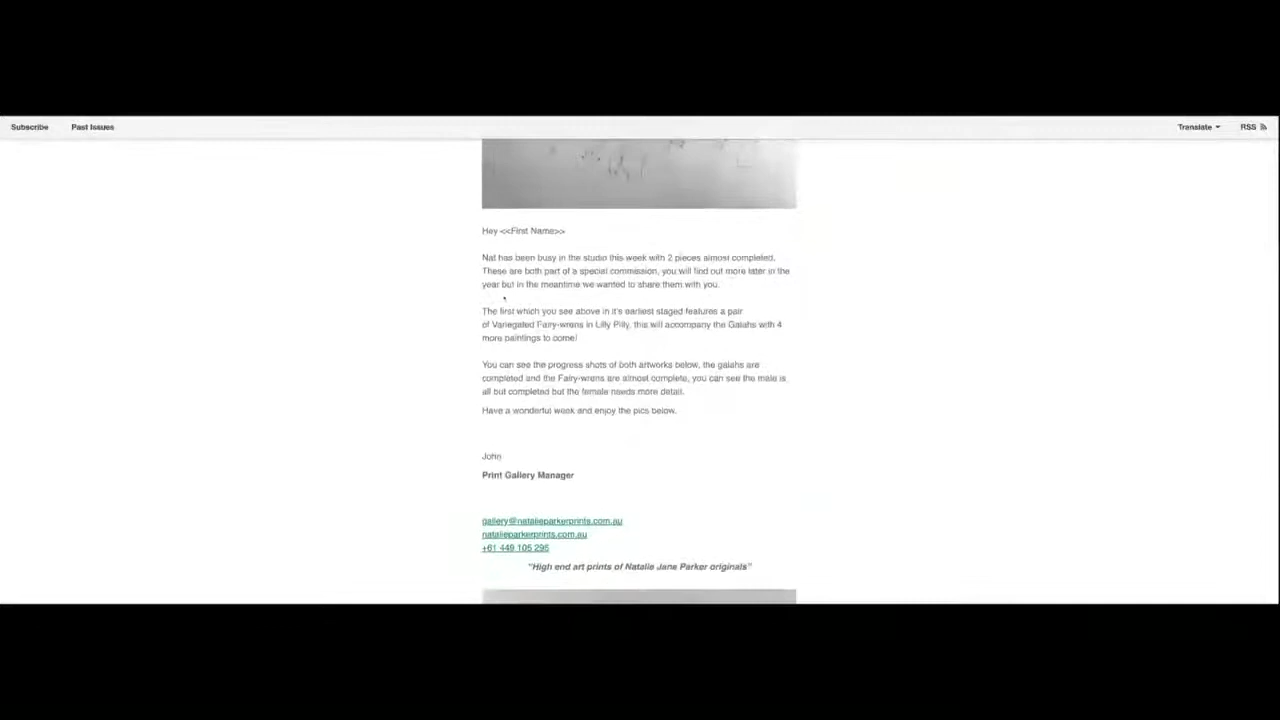 Subscribe
Past Issues
Translate
RSS
Hey <<First Name>>
Nat has been busy in the studio this week with 2 pieces almost completed.
These are both part of a special commission, you will find out more later in the
year but in the meantime we wanted to share them with you.
The first which you see above in it's earliest staged features a pair
of Variegated Fairy-wrens in Lilly Pilly, this will accompany the Galahs with 4
more paintings to come!
You can see the progress shots of both artworks below, the galahs are
completed and the Fairy-wrens are almost complete, you can see the male is
all but completed but the female needs more detail.
Have a wonderful week and enjoy the pics below.
John
Print Gallery Manager
gallery@natalieparkerprints.com.au
natalieparkerprints.com.au
+61 449 105 295
"High end art prints of Natalie Jane Parker originals"